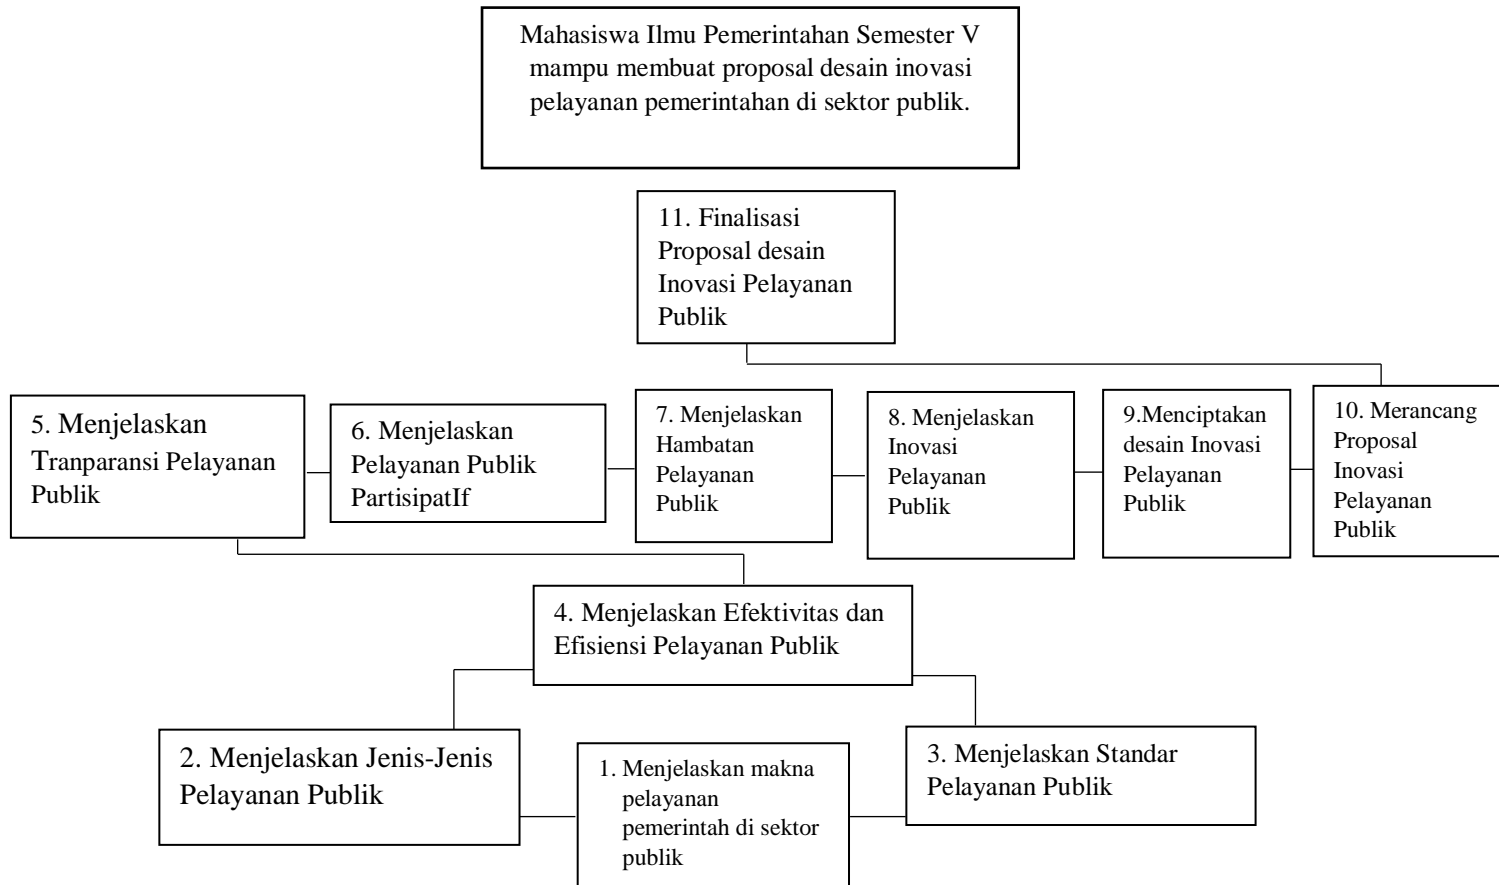 Mahasiswa Ilmu Pemerintahan Semester V
mampu membuat proposal desain inovasi
pelayanan pemerintahan di sektor publik.
11. Finalisasi
Proposal desain
Inovasi Pelayanan
Publik
5. Menjelaskan
Tranparansi Pelayanan
Publik
6. Menjelaskan
Pelayanan Publik
PartisipatIf
7. Menjelaskan
Hambatan
Pelayanan
Publik
8. Menjelaskan
Inovasi
Pelayanan
Publik
9.Menciptakan
desain Inovasi
Pelayanan
Publik
10. Merancang
Proposal
Inovasi
Pelayanan
Publik
4. Menjelaskan Efektivitas dan
Efisiensi Pelayanan Publik
2. Menjelaskan Jenis-Jenis
Pelayanan Publik
1. Menjelaskan makna
pelayanan
pemerintah di sektor
publik
3. Menjelaskan Standar
Pelayanan Publik